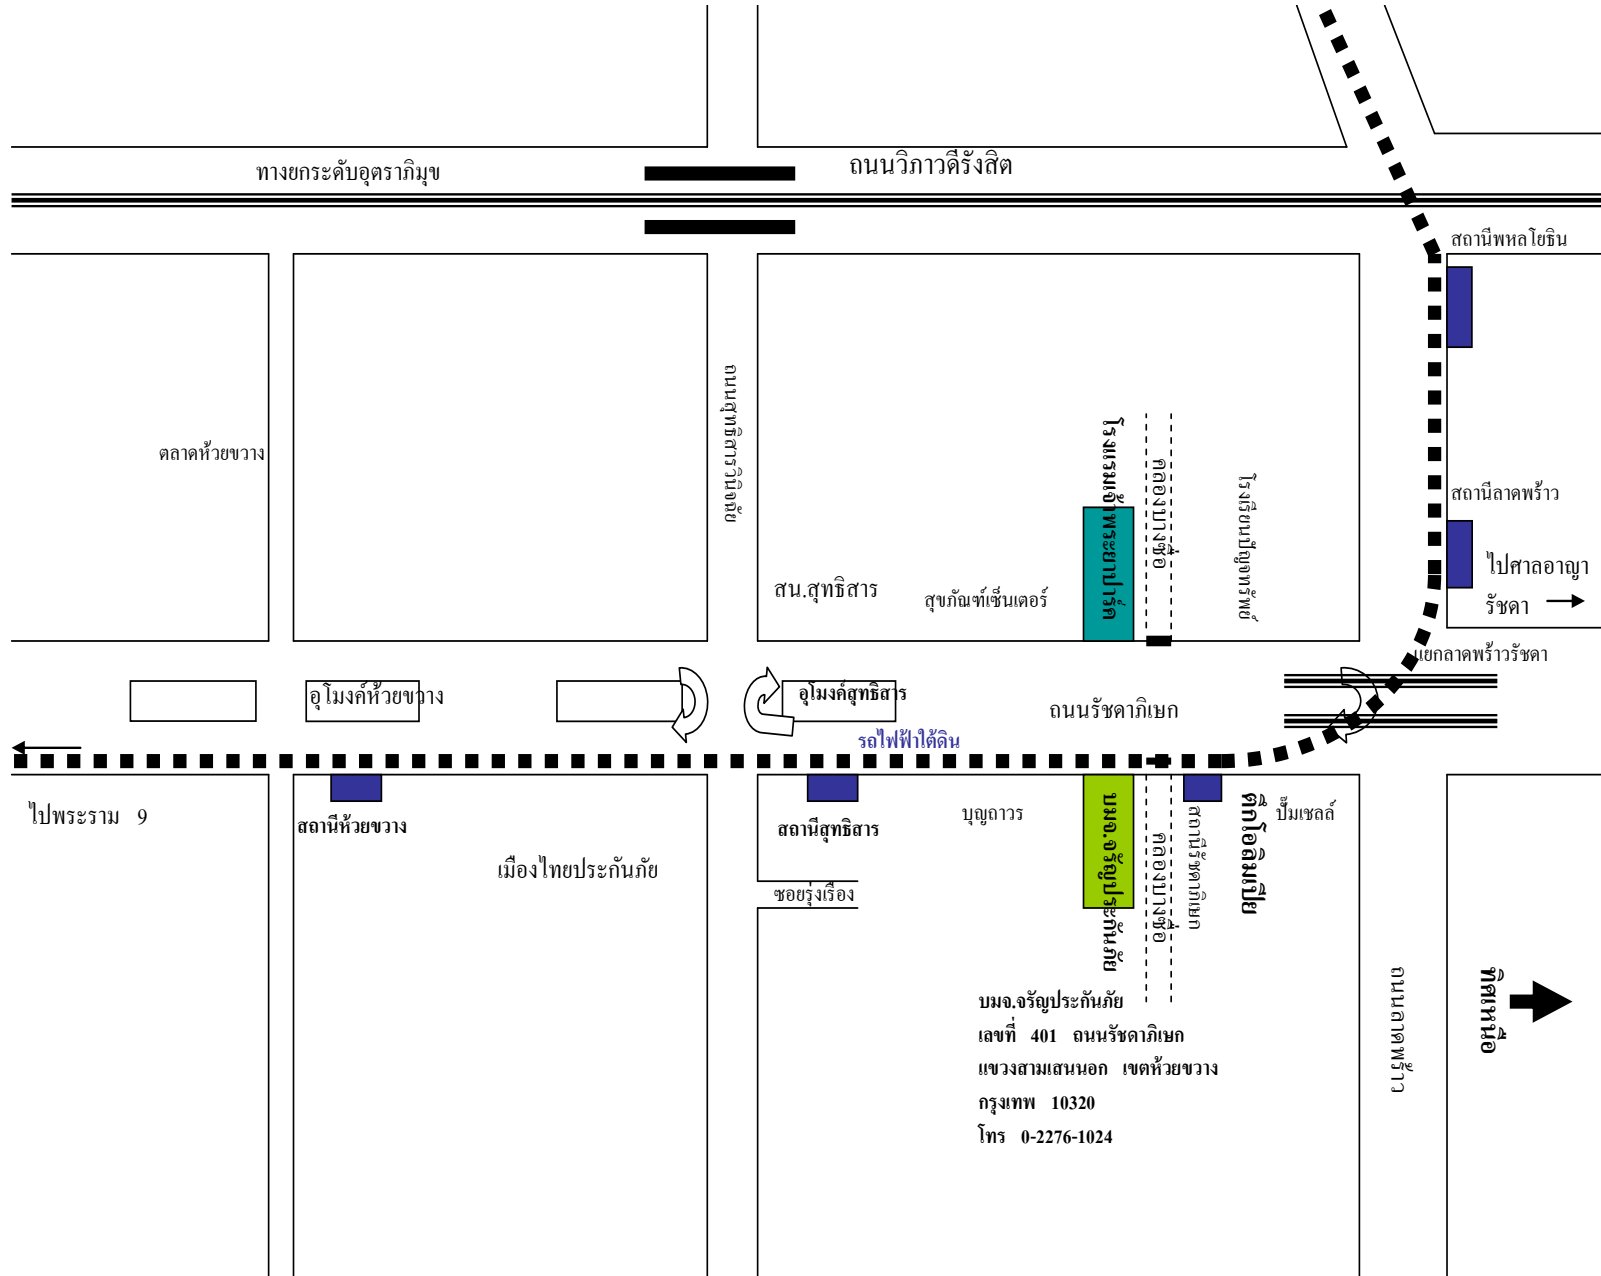 ทางยกระดับอุตราภิมุข
ถนนวิภาวดีรังสิต
สถานีพหลโยธิน
ถนนสุทธิสารวินิจฉัย
ตลาดห้วยขวาง
โรงแรมเจ้าพระยาปาร์ค
คลองบางซื่อ
โรงเรียนปัญจทรัพย์
สถานีลาดพร้าว
ไปศาลอาญา
รัชดา
สน.สุทธิสาร
สุขภัณฑ์เซ็นเตอร์
แยกลาดพร้าวรัชดา
อุโมงค์ห้วยขวาง
อุโมงค์สุทธิสาร
ถนนรัชดาภิเษก
รถไฟฟ้าใต้ดิน
ไปพระราม 9
สถานีห้วยขวาง
สถานีสุทธิสาร
บุญถาวร
บมจ.จรัญประกันภัย
คลองบางซื่อ
สถานีรัชดาภิเษก
ตึกโอลิมเปีย
ปั๊มเชลล์
เมืองไทยประกันภัย
ซอยรุ่งเรือง
ถนนลาดพร้าว
ทิศเหนือ
บมจ.จรัญประกันภัย
เลขที่ 401 ถนนรัชดาภิเษก
แขวงสามเสนนอก เขตห้วยขวาง
กรุงเทพ 10320
โทร 0-2276-1024